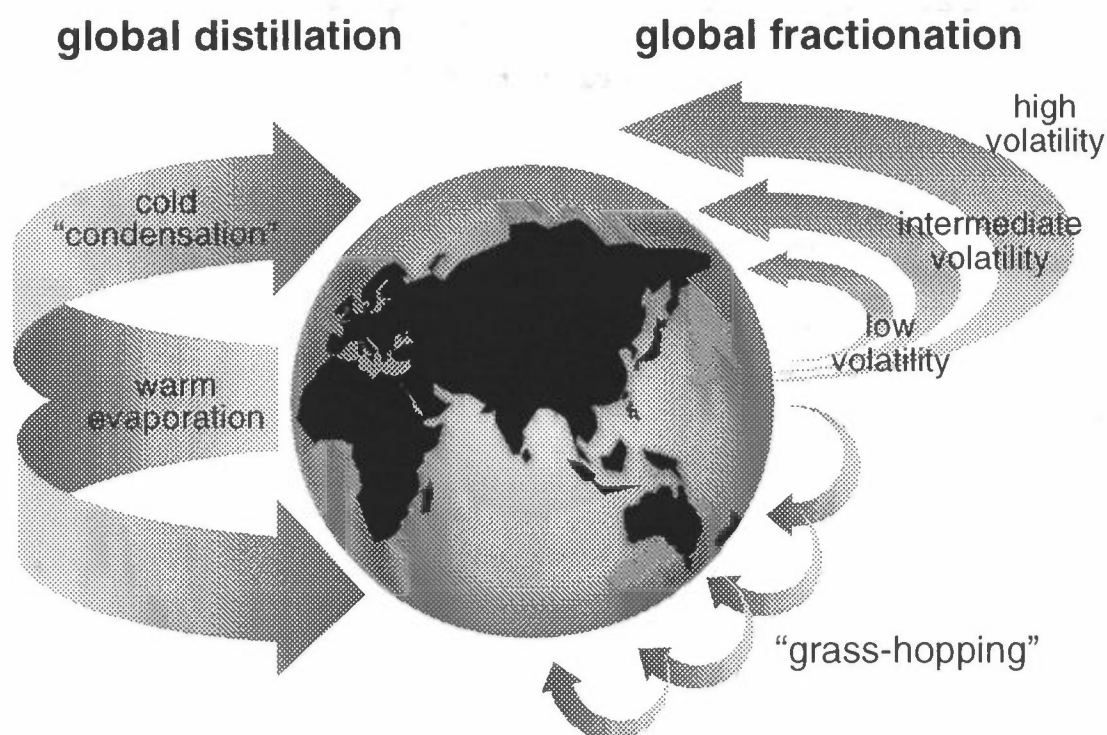 global distillation
global fractionation
high
volatility
cold
"condensation"
intermediate
volatility
low
volatility
warm
evaporation
"grass-hopping"